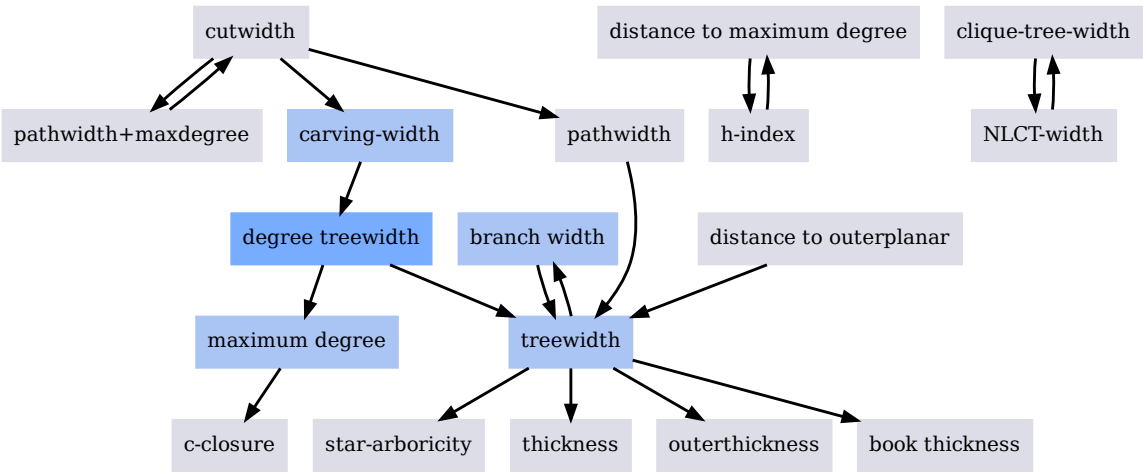 cutwidth
distance to maximum degree
clique-tree-width
pathwidth+maxdegree
carving-width
pathwidth
h-index
NLCT-width
degree treewidth
branch width
distance to outerplanar
maximum degree
treewidth
c-closure
star-arboricity
thickness
outerthickness
book thickness